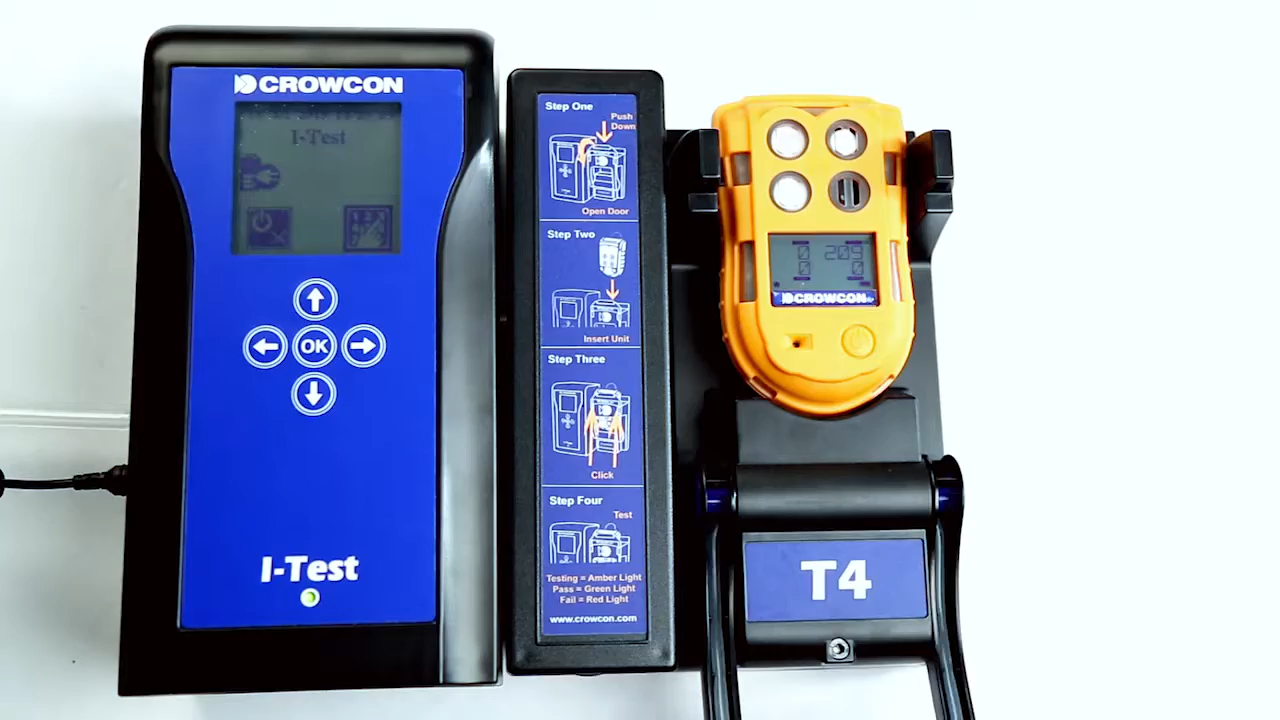 CROWCON
I-Test
OK
I-Test
Step One
Push
Down
Open Door
Step Two
Insert Unit
Step Three
Click
Step Four
Test
Testing = Amber Light
Pass = Green Light
Fail = Red Light
www.crowcon.com
0 209
0 0
CROWCON
T4